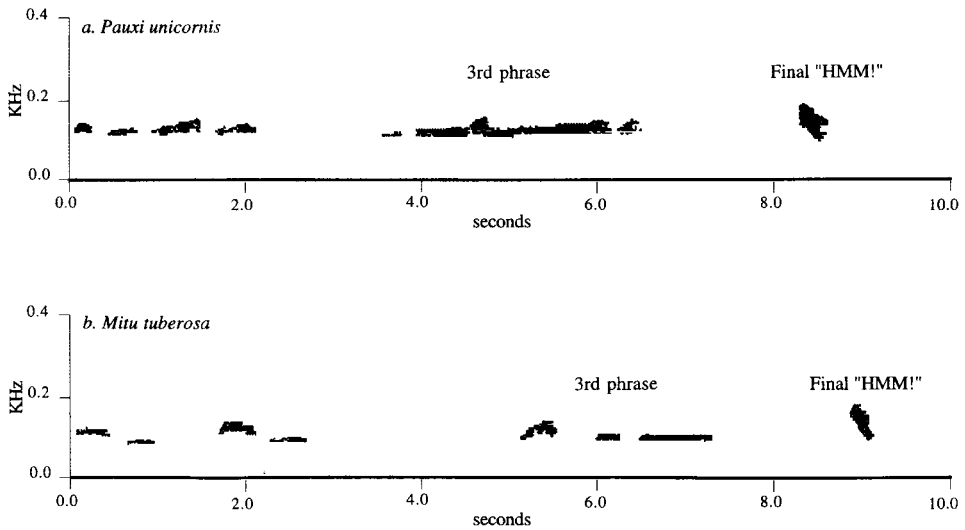 0.4
a. Pauxi unicornis
3rd phrase
Final "HMM!"
KHz
0.2
0.0
0.0 2.0 4.0 6.0 8.0 10.0
seconds
0.4
b. Mitu tuberosa
3rd phrase
Final "HMM!"
KHz
0.2
0.0
0.0 2.0 4.0 6.0 8.0 10.0
seconds